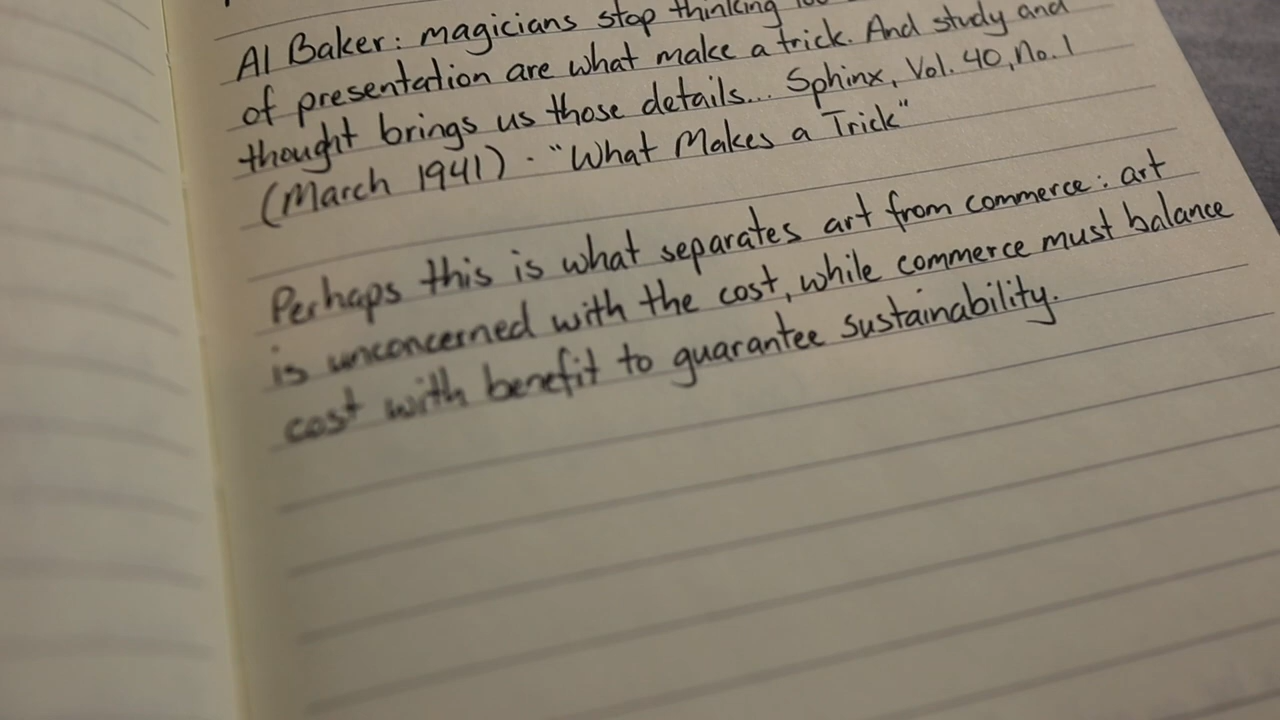 Al Baker: magicians stop thinking
of presentation are what make a trick. And study and
thought brings us those details... Sphinx, Vol. 40, No. 1
(March 1941) · "What Makes a Trick"
Perhaps this is what separates art from commerce: art
is unconcerned with the cost, while commerce must balance
cost with benefit to guarantee sustainability.